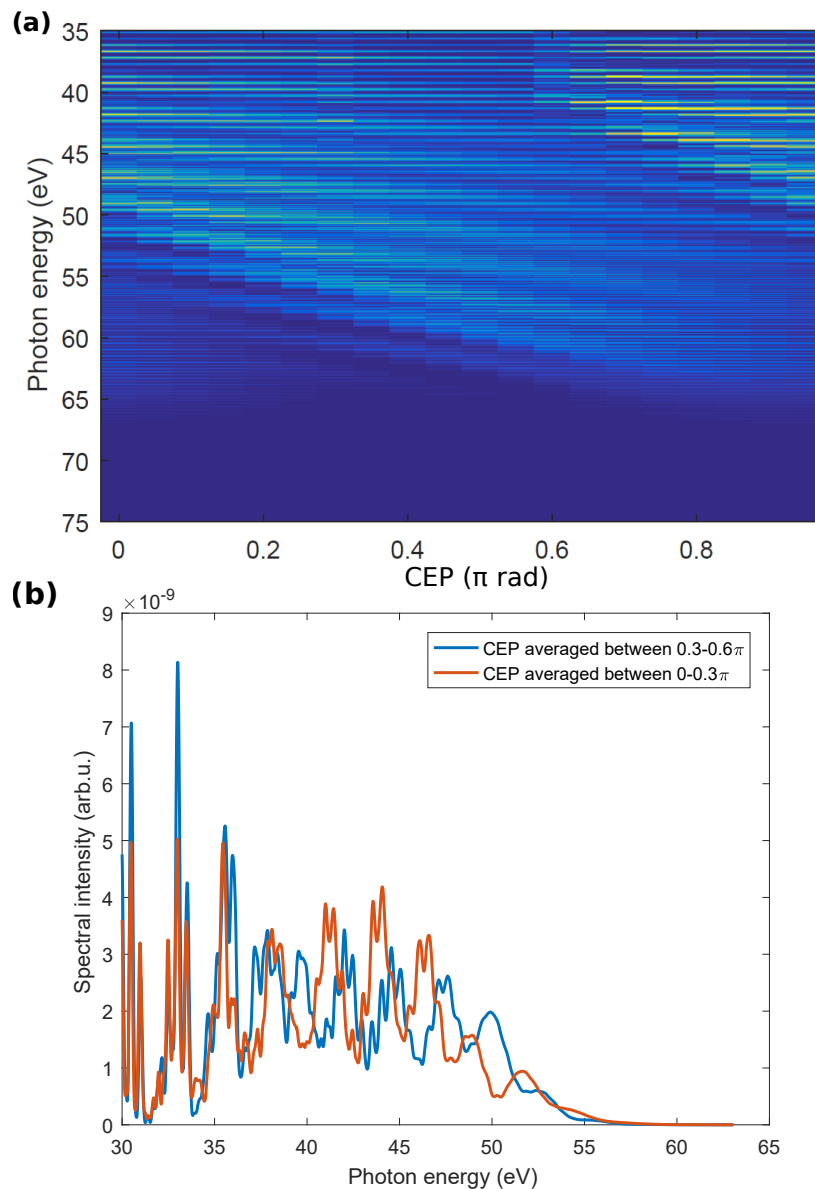 (a)
35
40
45
50
55
60
65
70
75
Photon energy (eV)
0 0.2 0.4 0.6 0.8
CEP (π rad)
(b)
×10⁻⁹
9
8
7
6
5
4
3
2
1
0
Spectral intensity (arb.u.)
CEP averaged between 0.3-0.6π
CEP averaged between 0-0.3π
30 35 40 45 50 55 60 65
Photon energy (eV)